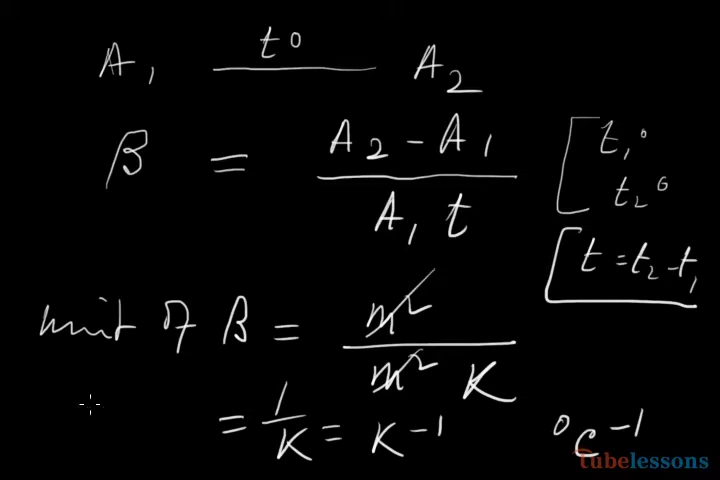 A₁ t° A₂
β = (A₂ - A₁) / (A₁ t)
[ t₁°
t₂°
[ t = t₂ - t₁
unit of β = m² / (m² K)
= 1/K = K⁻¹ °C⁻¹
Tubelessons